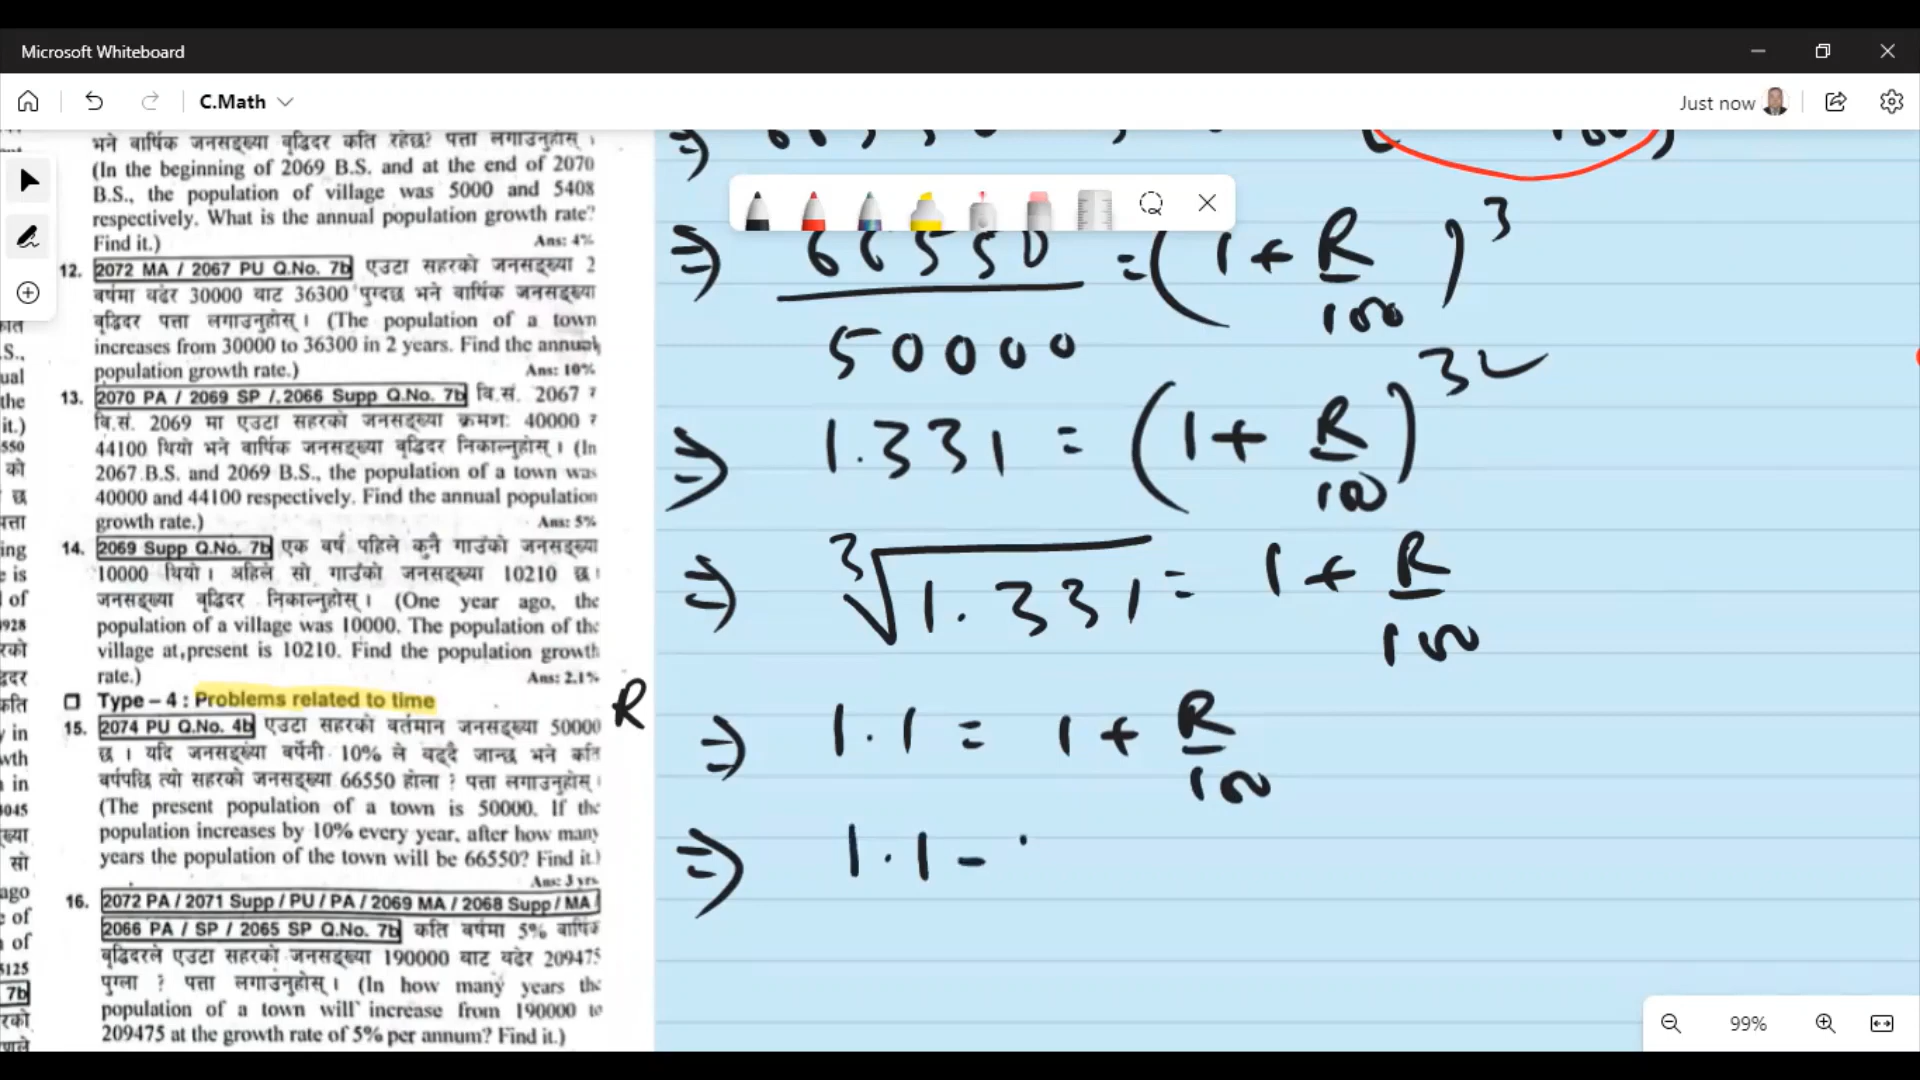 Microsoft Whiteboard
C.Math
Just now
भने वार्षिक जनसङ्ख्या वृद्धिदर कति रहेछ? पत्ता लगाउनुहोस् ।
(In the beginning of 2069 B.S. and at the end of 2070
B.S., the population of village was 5000 and 5408
respectively. What is the annual population growth rate?
Find it.)
Ans: 4%
12. 2072 MA / 2067 PU Q.No. 7b एउटा सहरको जनसङ्ख्या 2
वर्षमा बढेर 30000 बाट 36300 पुग्दछ भने वार्षिक जनसङ्ख्या
वृद्धिदर पत्ता लगाउनुहोस् । (The population of a town
increases from 30000 to 36300 in 2 years. Find the annual
population growth rate.)
Ans: 10%
13. 2070 PA / 2069 SP / 2066 Supp Q.No. 7b वि.सं. 2067 र
वि.सं. 2069 मा एउटा सहरको जनसङ्ख्या क्रमशः 40000 र
44100 थियो भने वार्षिक जनसङ्ख्या वृद्धिदर निकाल्नुहोस् । (In
2067 B.S. and 2069 B.S., the population of a town was
40000 and 44100 respectively. Find the annual population
growth rate.)
Ans: 5%
14. 2069 Supp Q.No. 7b एक वर्ष पहिले कुनै गाउँको जनसङ्ख्या
10000 थियो । अहिले सो गाउँको जनसङ्ख्या 10210 छ ।
जनसङ्ख्या वृद्धिदर निकाल्नुहोस् । (One year ago, the
population of a village was 10000. The population of the
village at present is 10210. Find the population growth
rate.)
Ans: 2.1%
Type – 4 : Problems related to time
15. 2074 PU Q.No. 4b एउटा सहरको वर्तमान जनसङ्ख्या 50000
छ । यदि जनसङ्ख्या वर्षेनी 10% ले बढ्दै जान्छ भने कति
वर्षपछि त्यो सहरको जनसङ्ख्या 66550 होला ? पत्ता लगाउनुहोस् ।
(The present population of a town is 50000. If the
population increases by 10% every year, after how many
years the population of the town will be 66550? Find it.)
Ans: 3 yrs
16. 2072 PA / 2071 Supp / PU / PA / 2069 MA / 2068 Supp / MA /
2066 PA / SP / 2065 SP Q.No. 7b कति वर्षमा 5% वार्षिक
वृद्धिदरले एउटा सहरको जनसङ्ख्या 190000 बाट बढेर 209475
पुग्ला ? पत्ता लगाउनुहोस् । (In how many years the
population of a town will increase from 190000 to
209475 at the growth rate of 5% per annum? Find it.)
R
⇒ 66550/50000 = (1 + R/100)^3
⇒ 1.331 = (1 + R/100)^3
⇒ ∛1.331 = 1 + R/100
⇒ 1.1 = 1 + R/100
⇒ 1.1 -
99%